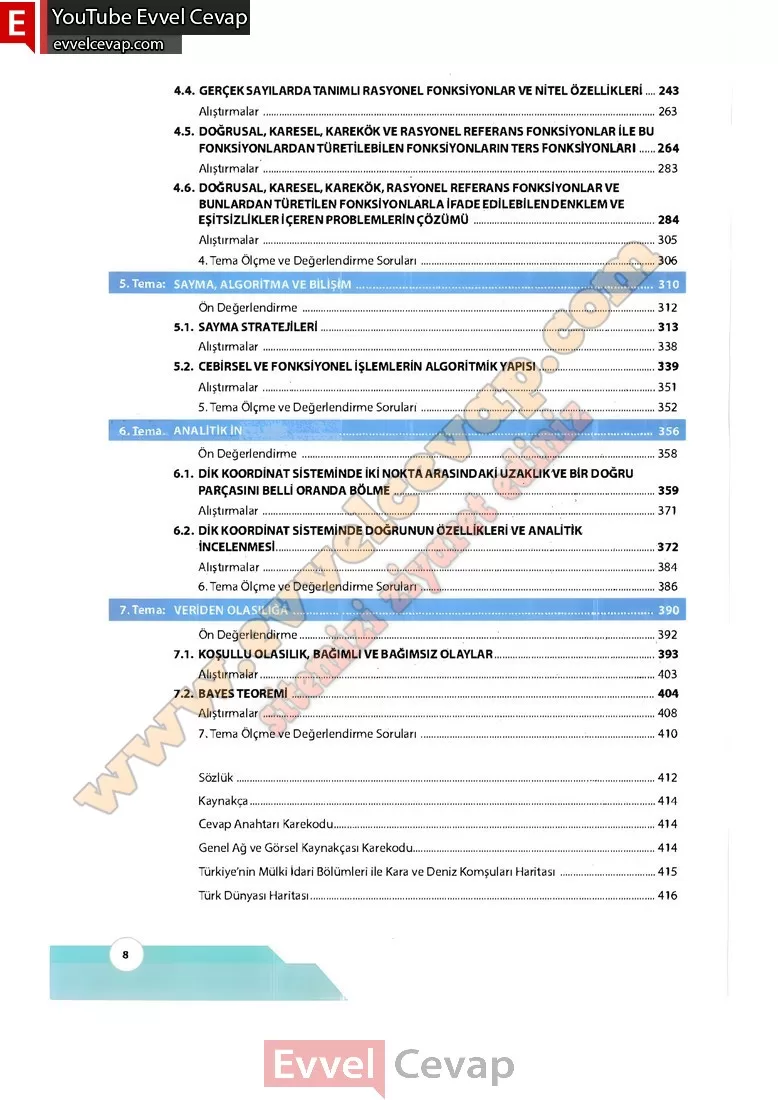 E
YouTube Evvel Cevap
evvelcevap.com
4.4. GERÇEK SAYILARDA TANIMLI RASYONEL FONKSİYONLAR VE NİTEL ÖZELLİKLERİ .... 243
Alıştırmalar ........ 263
4.5. DOĞRUSAL, KARESEL, KAREKÖK VE RASYONEL REFERANS FONKSİYONLAR İLE BU
FONKSİYONLARDAN TÜRETİLEBİLEN FONKSİYONLARIN TERS FONKSİYONLARI ...... 264
Alıştırmalar ........ 283
4.6. DOĞRUSAL, KARESEL, KAREKÖK, RASYONEL REFERANS FONKSİYONLAR VE
BUNLARDAN TÜRETİLEN FONKSİYONLARLA İFADE EDİLEBİLEN DENKLEM VE
EŞİTSİZLİKLER İÇEREN PROBLEMLERİN ÇÖZÜMÜ ........ 284
Alıştırmalar ........ 305
4. Tema Ölçme ve Değerlendirme Soruları ........ 306
5. Tema: SAYMA, ALGORİTMA VE BİLİŞİM ........ 310
Ön Değerlendirme ........ 312
5.1. SAYMA STRATEJİLERİ ........ 313
Alıştırmalar ........ 338
5.2. CEBİRSEL VE FONKSİYONEL İŞLEMLERİN ALGORİTMİK YAPISI ........ 339
Alıştırmalar ........ 351
5. Tema Ölçme ve Değerlendirme Soruları ........ 352
6. Tema. ANALİTİK İN ........ 356
Ön Değerlendirme ........ 358
6.1. DİK KOORDİNAT SİSTEMİNDE İKİ NOKTA ARASINDAKİ UZAKLIK VE BİR DOĞRU
PARÇASINI BELLİ ORANDA BÖLME ........ 359
Alıştırmalar ........ 371
6.2. DİK KOORDİNAT SİSTEMİNDE DOĞRUNUN ÖZELLİKLERİ VE ANALİTİK
İNCELENMESİ ........ 372
Alıştırmalar ........ 384
6. Tema Ölçme ve Değerlendirme Soruları ........ 386
7. Tema: VERİDEN OLASILIĞA ........ 390
Ön Değerlendirme ........ 392
7.1. KOŞULLU OLASILIK, BAĞIMLI VE BAĞIMSIZ OLAYLAR ........ 393
Alıştırmalar ........ 403
7.2. BAYES TEOREMİ ........ 404
Alıştırmalar ........ 408
7. Tema Ölçme ve Değerlendirme Soruları ........ 410
Sözlük ........ 412
Kaynakça ........ 414
Cevap Anahtarı Karekodu ........ 414
Genel Ağ ve Görsel Kaynakçası Karekodu ........ 414
Türkiye'nin Mülki İdari Bölümleri ile Kara ve Deniz Komşuları Haritası ........ 415
Türk Dünyası Haritası ........ 416
www.evvelcevap.com
sitemizi ziyaret ediniz
8
Evvel Cevap